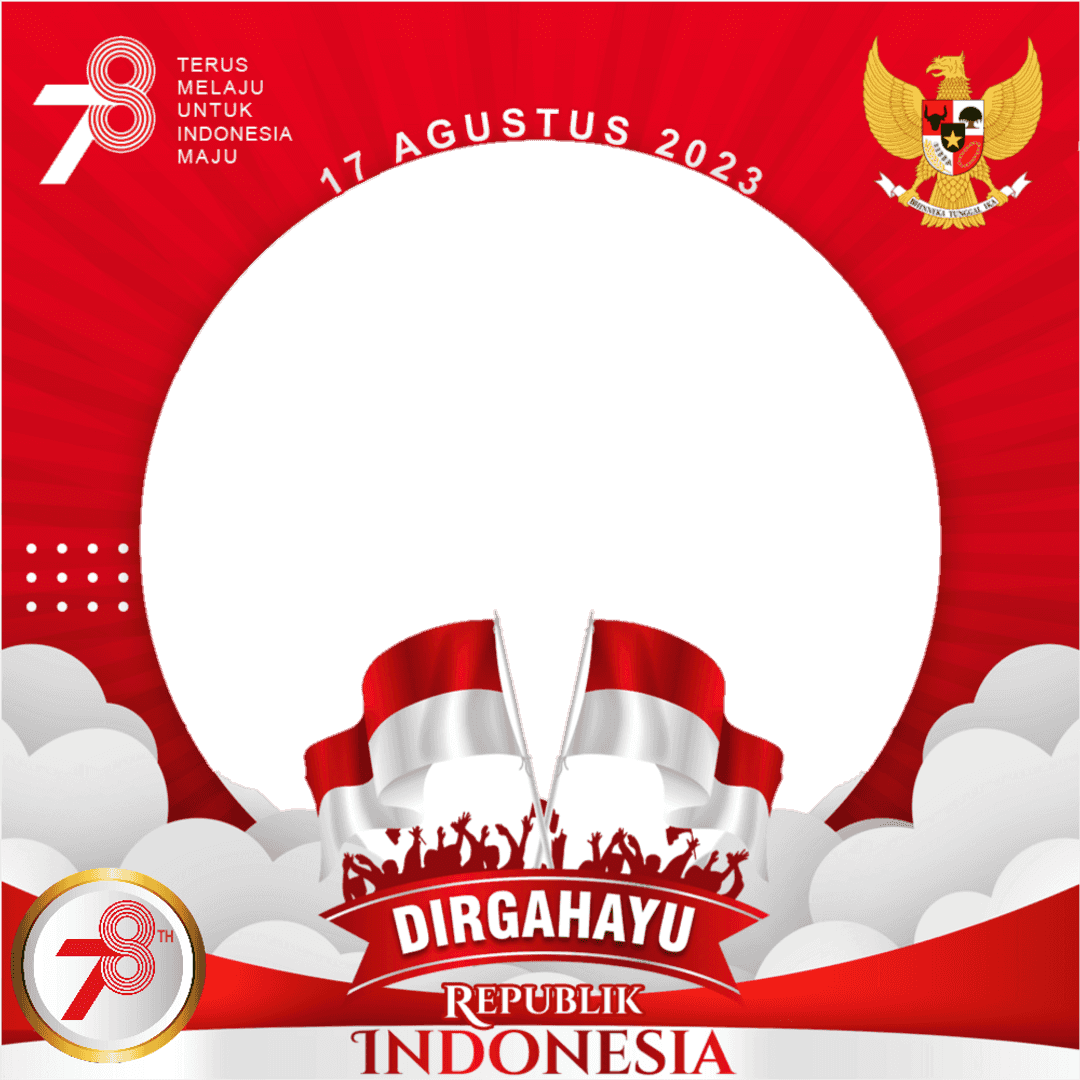 78
TERUS
MELAJU
UNTUK
INDONESIA
MAJU
17 AGUSTUS 2023
BHINNEKA TUNGGAL IKA
DIRGAHAYU
REPUBLIK
INDONESIA
78TH